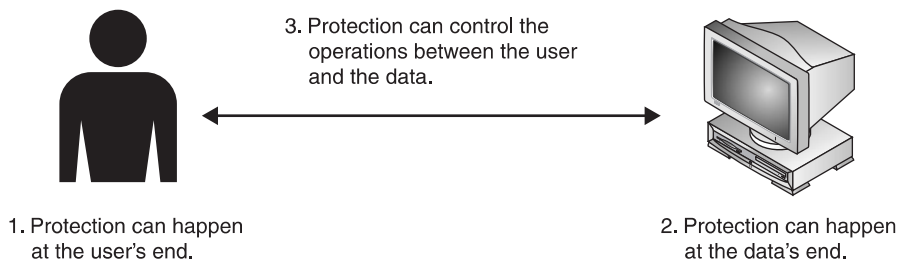 3. Protection can control the
operations between the user
and the data.
1. Protection can happen
at the user's end.
2. Protection can happen
at the data's end.